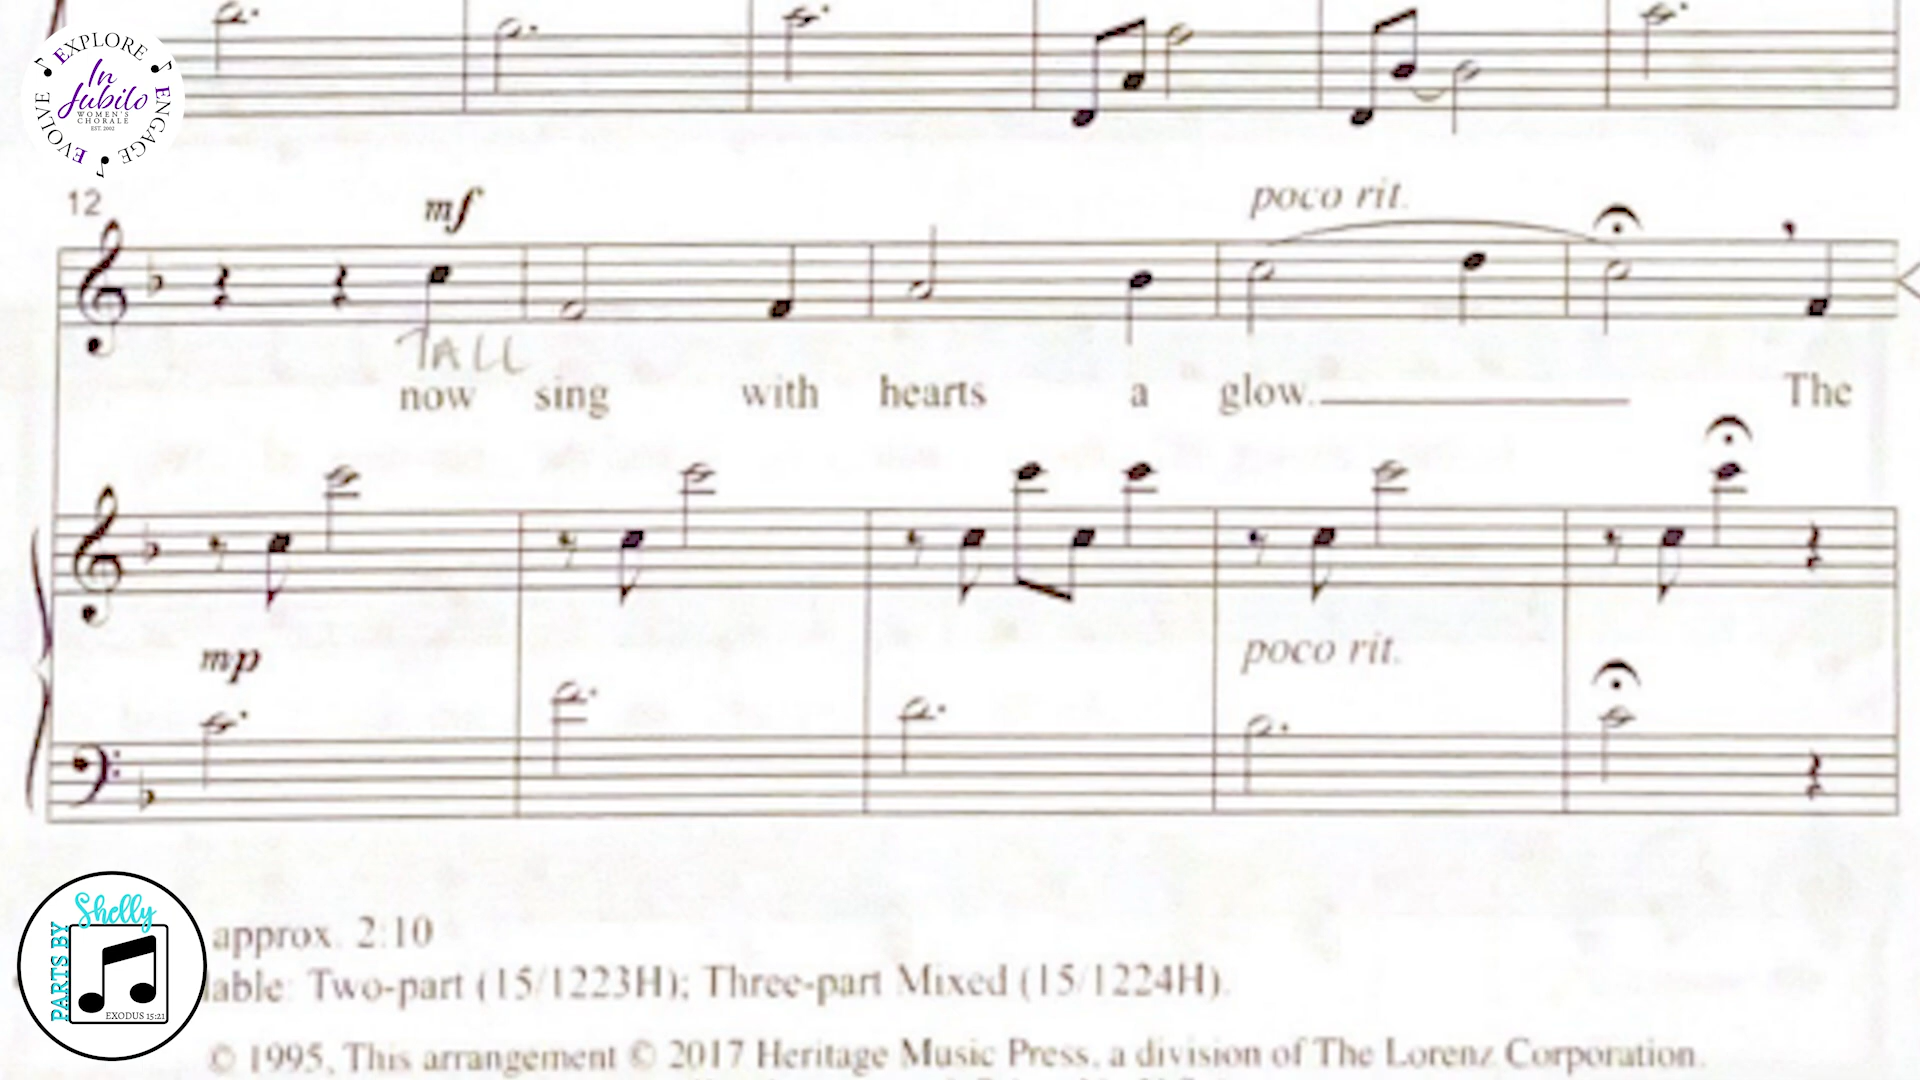 EXPLORE ENGAGE EVOLVE
In Jubilo
WOMEN'S
CHORALE
EST. 2002
12
mf
poco rit.
TALL
now sing with hearts a glow. The
mp
poco rit.
PARTS BY Shelly
EXODUS 15:21
approx. 2:10
lable: Two-part (15/1223H); Three-part Mixed (15/1224H).
© 1995, This arrangement © 2017 Heritage Music Press, a division of The Lorenz Corporation.